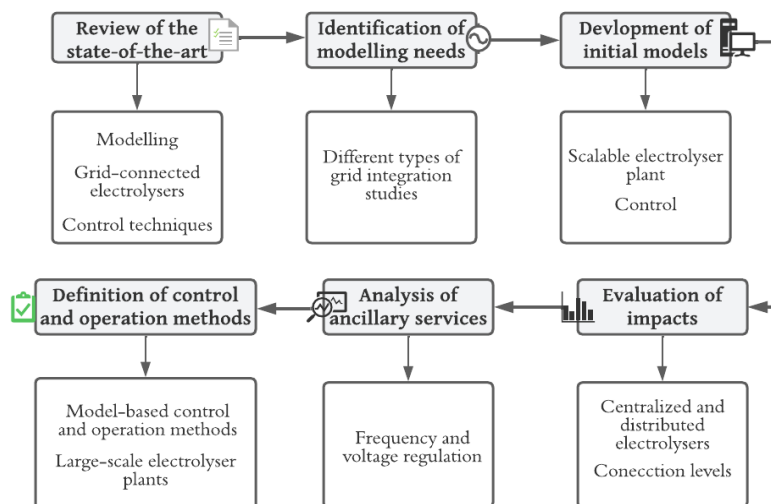 Review of the
state-of-the-art
Identification of
modelling needs
Devlopment of
initial models
Modelling
Grid-connected
electrolysers
Control techniques
Different types of
grid integration
studies
Scalable electrolyser
plant
Control
Definition of control
and operation methods
Analysis of
ancillary services
Evaluation of
impacts
Model-based control
and operation methods
Large-scale electrolyser
plants
Frequency and
voltage regulation
Centralized and
distributed
electrolysers
Conecction levels